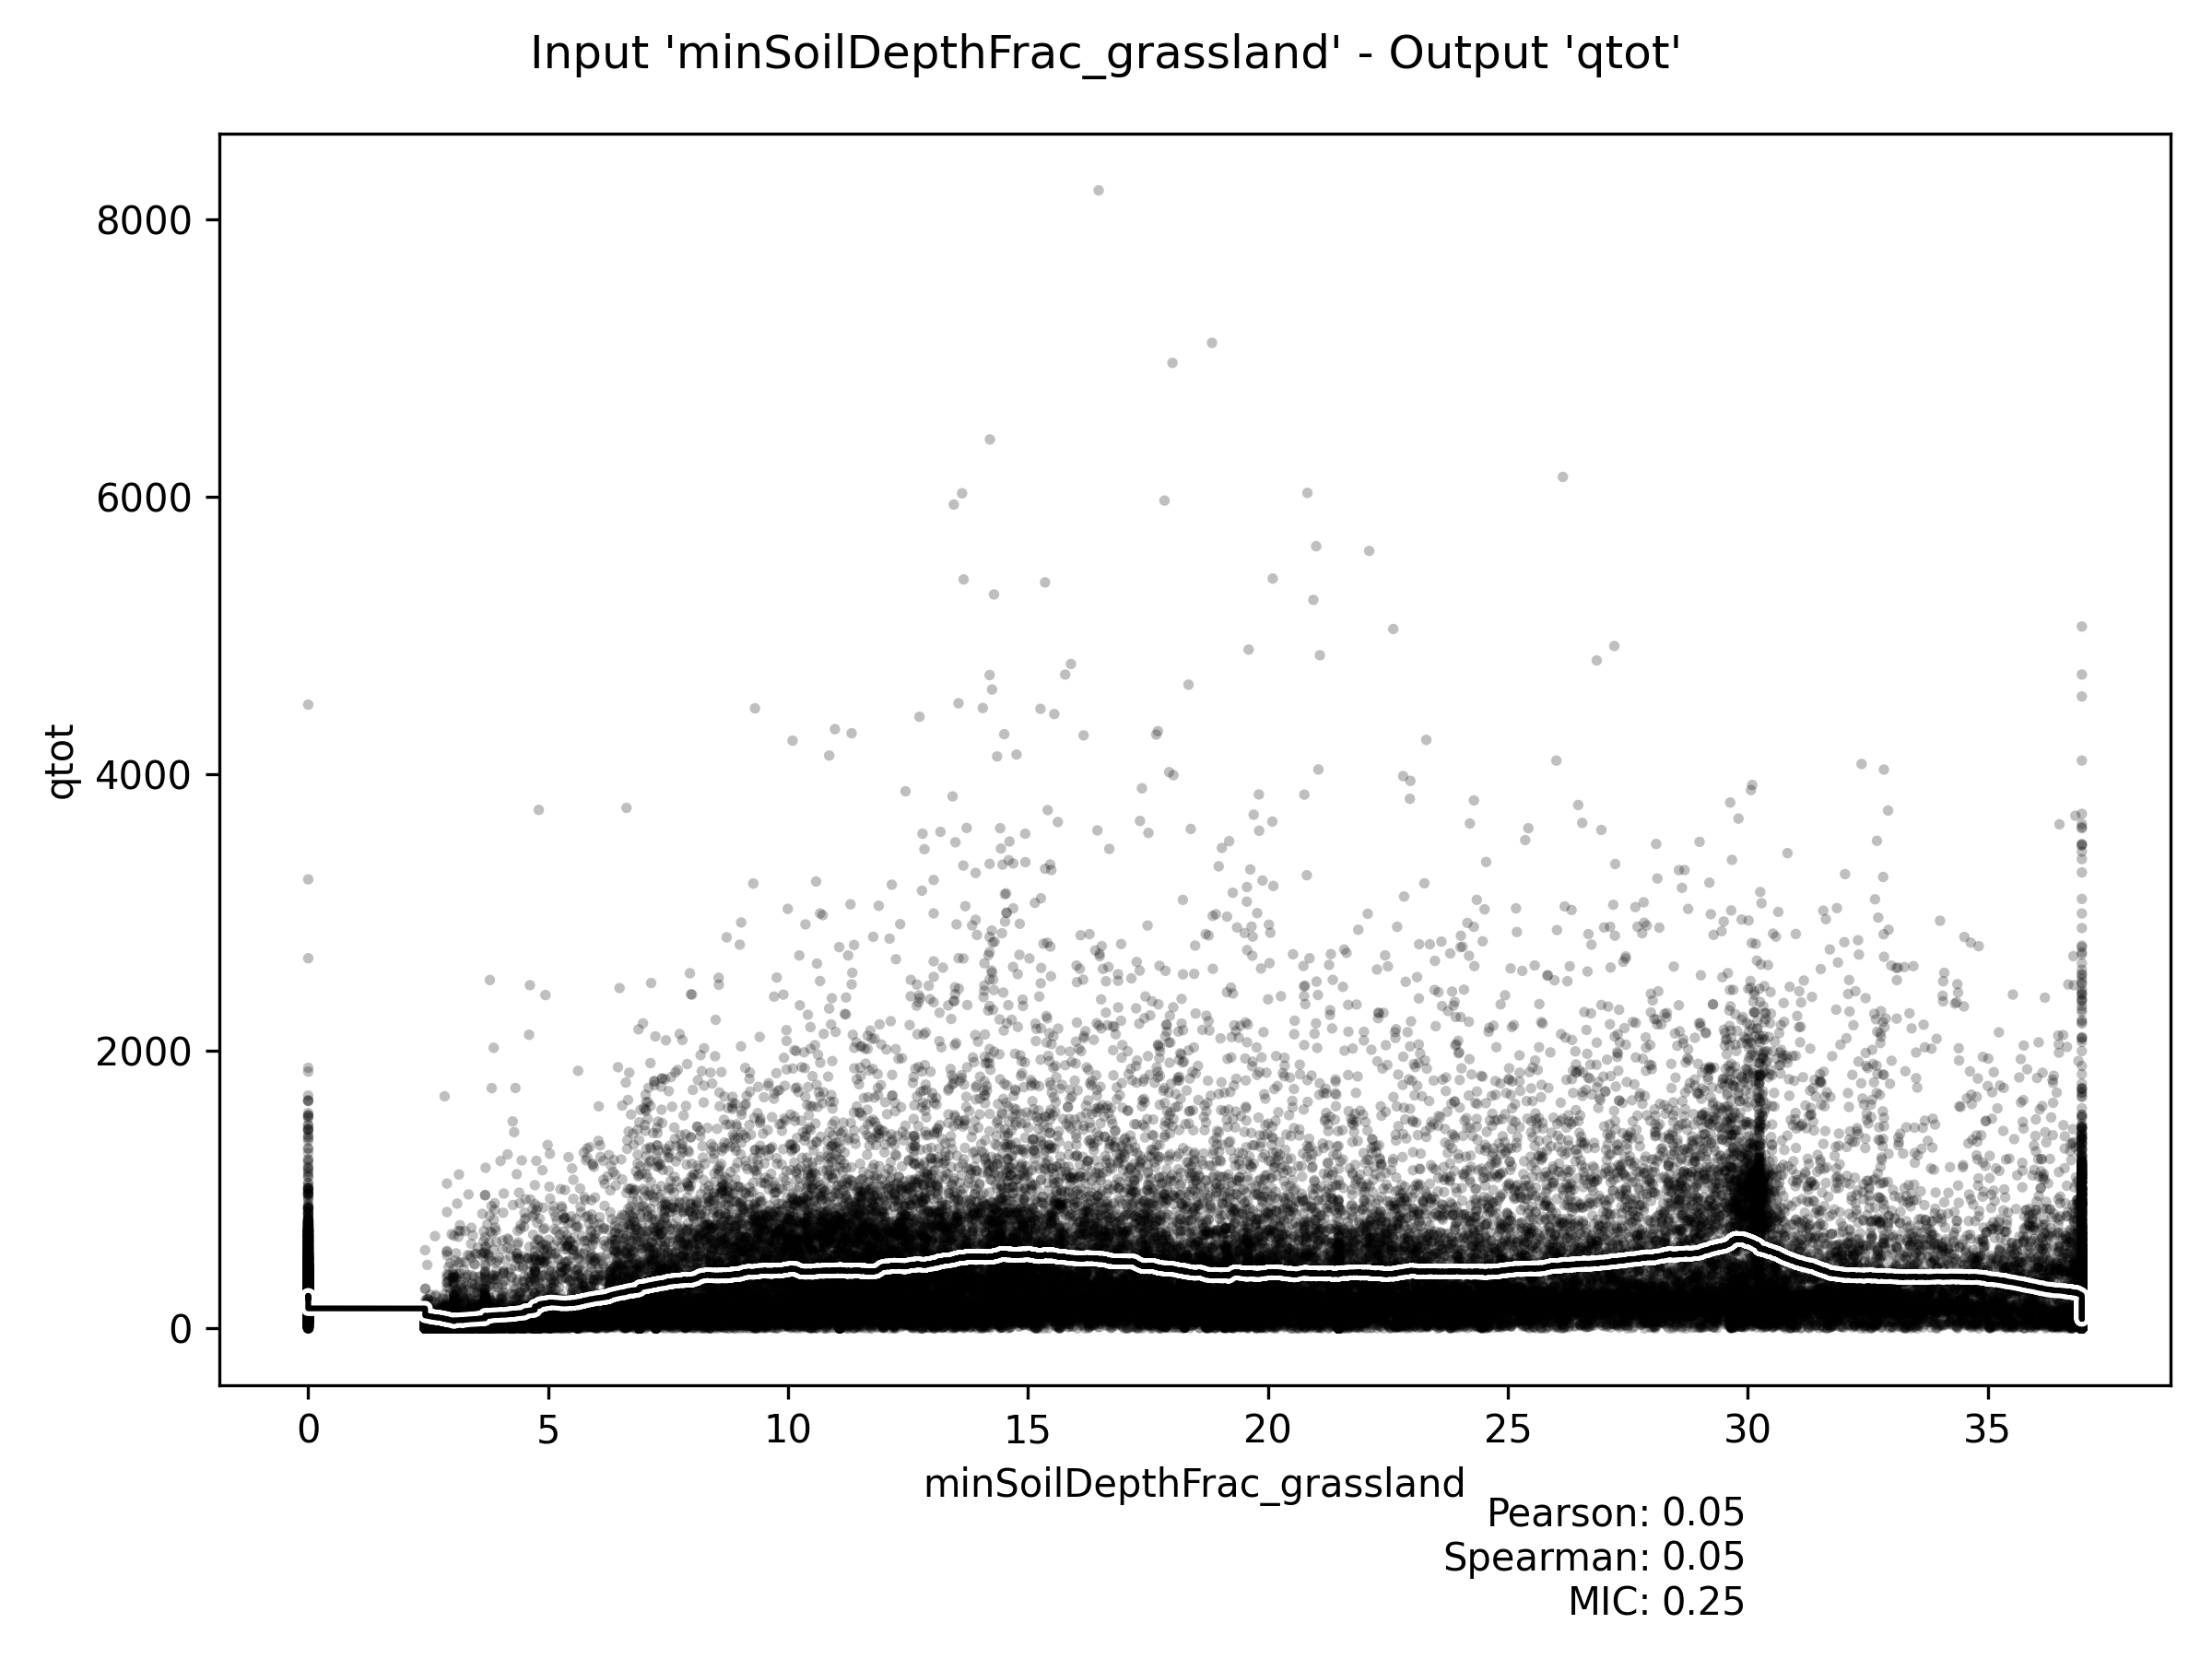 Input 'minSoilDepthFrac_grassland' - Output 'qtot'
8000
6000
4000
2000
0
qtot
0 5 10 15 20 25 30 35
minSoilDepthFrac_grassland
Pearson: 0.05
Spearman: 0.05
MIC: 0.25